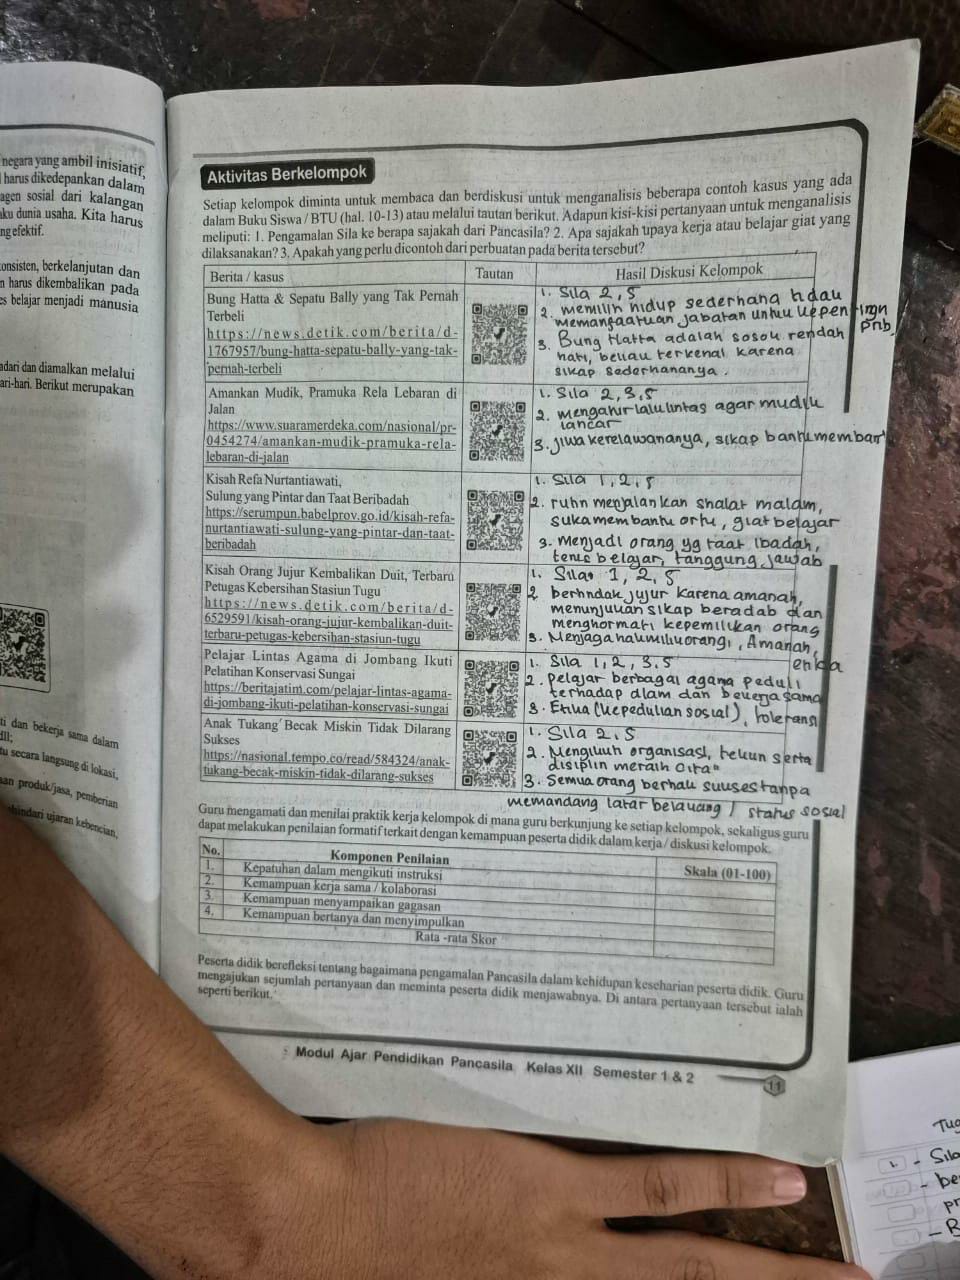 negara yang ambil inisiatif,
harus dikedepankan dalam
agen sosial dari kalangan
aku dunia usaha. Kita harus
ng efektif.
onsisten, berkelanjutan dan
n harus dikembalikan pada
es belajar menjadi manusia
adari dan diamalkan melalui
ari-hari. Berikut merupakan
ti dan bekerja sama dalam
dll;
tu secara langsung di lokasi,
an produk/jasa, pemberian
hindari ujaran kebencian,
Aktivitas Berkelompok
Setiap kelompok diminta untuk membaca dan berdiskusi untuk menganalisis beberapa contoh kasus yang ada
dalam Buku Siswa / BTU (hal. 10-13) atau melalui tautan berikut. Adapun kisi-kisi pertanyaan untuk menganalisis
meliputi: 1. Pengamalan Sila ke berapa sajakah dari Pancasila? 2. Apa sajakah upaya kerja atau belajar giat yang
dilaksanakan? 3. Apakah yang perlu dicontoh dari perbuatan pada berita tersebut?
Berita / kasus Tautan Hasil Diskusi Kelompok
Bung Hatta & Sepatu Bally yang Tak Pernah
Terbeli
https://news.detik.com/berita/d-
1767957/bung-hatta-sepatu-bally-yang-tak-
pernah-terbeli
1. Sila 2, 5
2. memilih hidup sederhana tidak
memanfaatkan jabatan untuk kepentingn
prib
3. Bung Hatta adalah sosok rendah
hati, beliau terkenal karena
sikap sederhananya.
Amankan Mudik, Pramuka Rela Lebaran di
Jalan
https://www.suaramerdeka.com/nasional/pr-
0454274/amankan-mudik-pramuka-rela-
lebaran-di-jalan
1. Sila 2, 3, 5
2. mengatur lalulintas agar mudik
lancar
3. jiwa kerelawananya, sikap bantumembant
Kisah Refa Nurtantiawati,
Sulung yang Pintar dan Taat Beribadah
https://serumpun.babelprov.go.id/kisah-refa-
nurtantiawati-sulung-yang-pintar-dan-taat-
beribadah
1. Sila 1, 2, 5
2. rutin menjalankan shalat malam,
suka membantu ortu, giat belajar
3. Menjadi orang yg taat ibadah,
terus belajar, tanggung jawab
Kisah Orang Jujur Kembalikan Duit, Terbaru
Petugas Kebersihan Stasiun Tugu
https://news.detik.com/berita/d-
6529591/kisah-orang-jujur-kembalikan-duit-
terbaru-petugas-kebersihan-stasiun-tugu
1. Sila 1, 2, 5
2 bertindak jujur karena amanah,
menunjukan sikap beradab dan
menghormati kepemilikan orang
3. Menjaga hakmilikorang, Amanah,
etika
Pelajar Lintas Agama di Jombang Ikuti
Pelatihan Konservasi Sungai
https://beritajatim.com/pelajar-lintas-agama-
di-jombang-ikuti-pelatihan-konservasi-sungai
1. Sila 1, 2, 3, 5
2. pelajar berbagai agama peduli
terhadap alam dan bekerja sama
3. Etika (kepedulian sosial), toleransi
Anak Tukang Becak Miskin Tidak Dilarang
Sukses
https://nasional.tempo.co/read/584324/anak-
tukang-becak-miskin-tidak-dilarang-sukses
1. Sila 2, 5
2. Mengikuti organisasi, tekun serta
disiplin meraih cita"
3. Semua orang berhak suksestanpa
memandang latar belakang / status sosial
Guru mengamati dan menilai praktik kerja kelompok di mana guru berkunjung ke setiap kelompok, sekaligus guru
dapat melakukan penilaian formatif terkait dengan kemampuan peserta didik dalam kerja / diskusi kelompok.
No. Komponen Penilaian Skala (01-100)
1. Kepatuhan dalam mengikuti instruksi
2. Kemampuan kerja sama / kolaborasi
3. Kemampuan menyampaikan gagasan
4. Kemampuan bertanya dan menyimpulkan
Rata -rata Skor
Peserta didik berefleksi tentang bagaimana pengamalan Pancasila dalam kehidupan keseharian peserta didik. Guru
mengajukan sejumlah pertanyaan dan meminta peserta didik menjawabnya. Di antara pertanyaan tersebut ialah
seperti berikut.
Modul Ajar Pendidikan Pancasila Kelas XII Semester 1 & 2
11
Tug
1. - Sila
- be
pr
- B